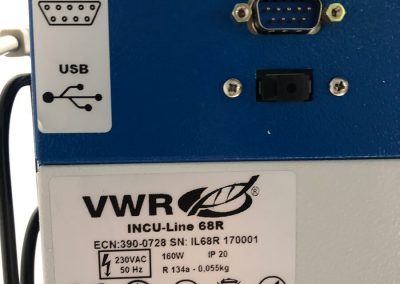 USB
VWR ®
INCU-Line 68R
ECN:390-0728 SN: IL68R 170001
230VAC 160W IP 20
50 Hz R 134a - 0,055kg